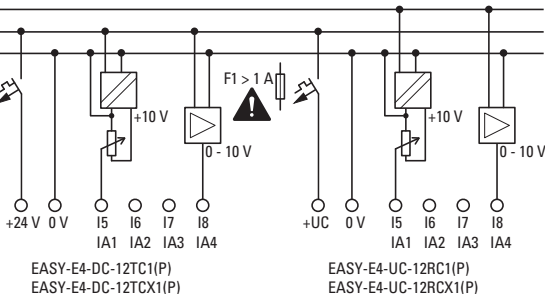 F1 > 1 A
+10 V +10 V
0 - 10 V 0 - 10 V
+24 V 0 V I5 I6 I7 I8 +UC 0 V I5 I6 I7 I8
IA1 IA2 IA3 IA4 IA1 IA2 IA3 IA4
EASY-E4-DC-12TC1(P) EASY-E4-UC-12RC1(P)
EASY-E4-DC-12TCX1(P) EASY-E4-UC-12RCX1(P)